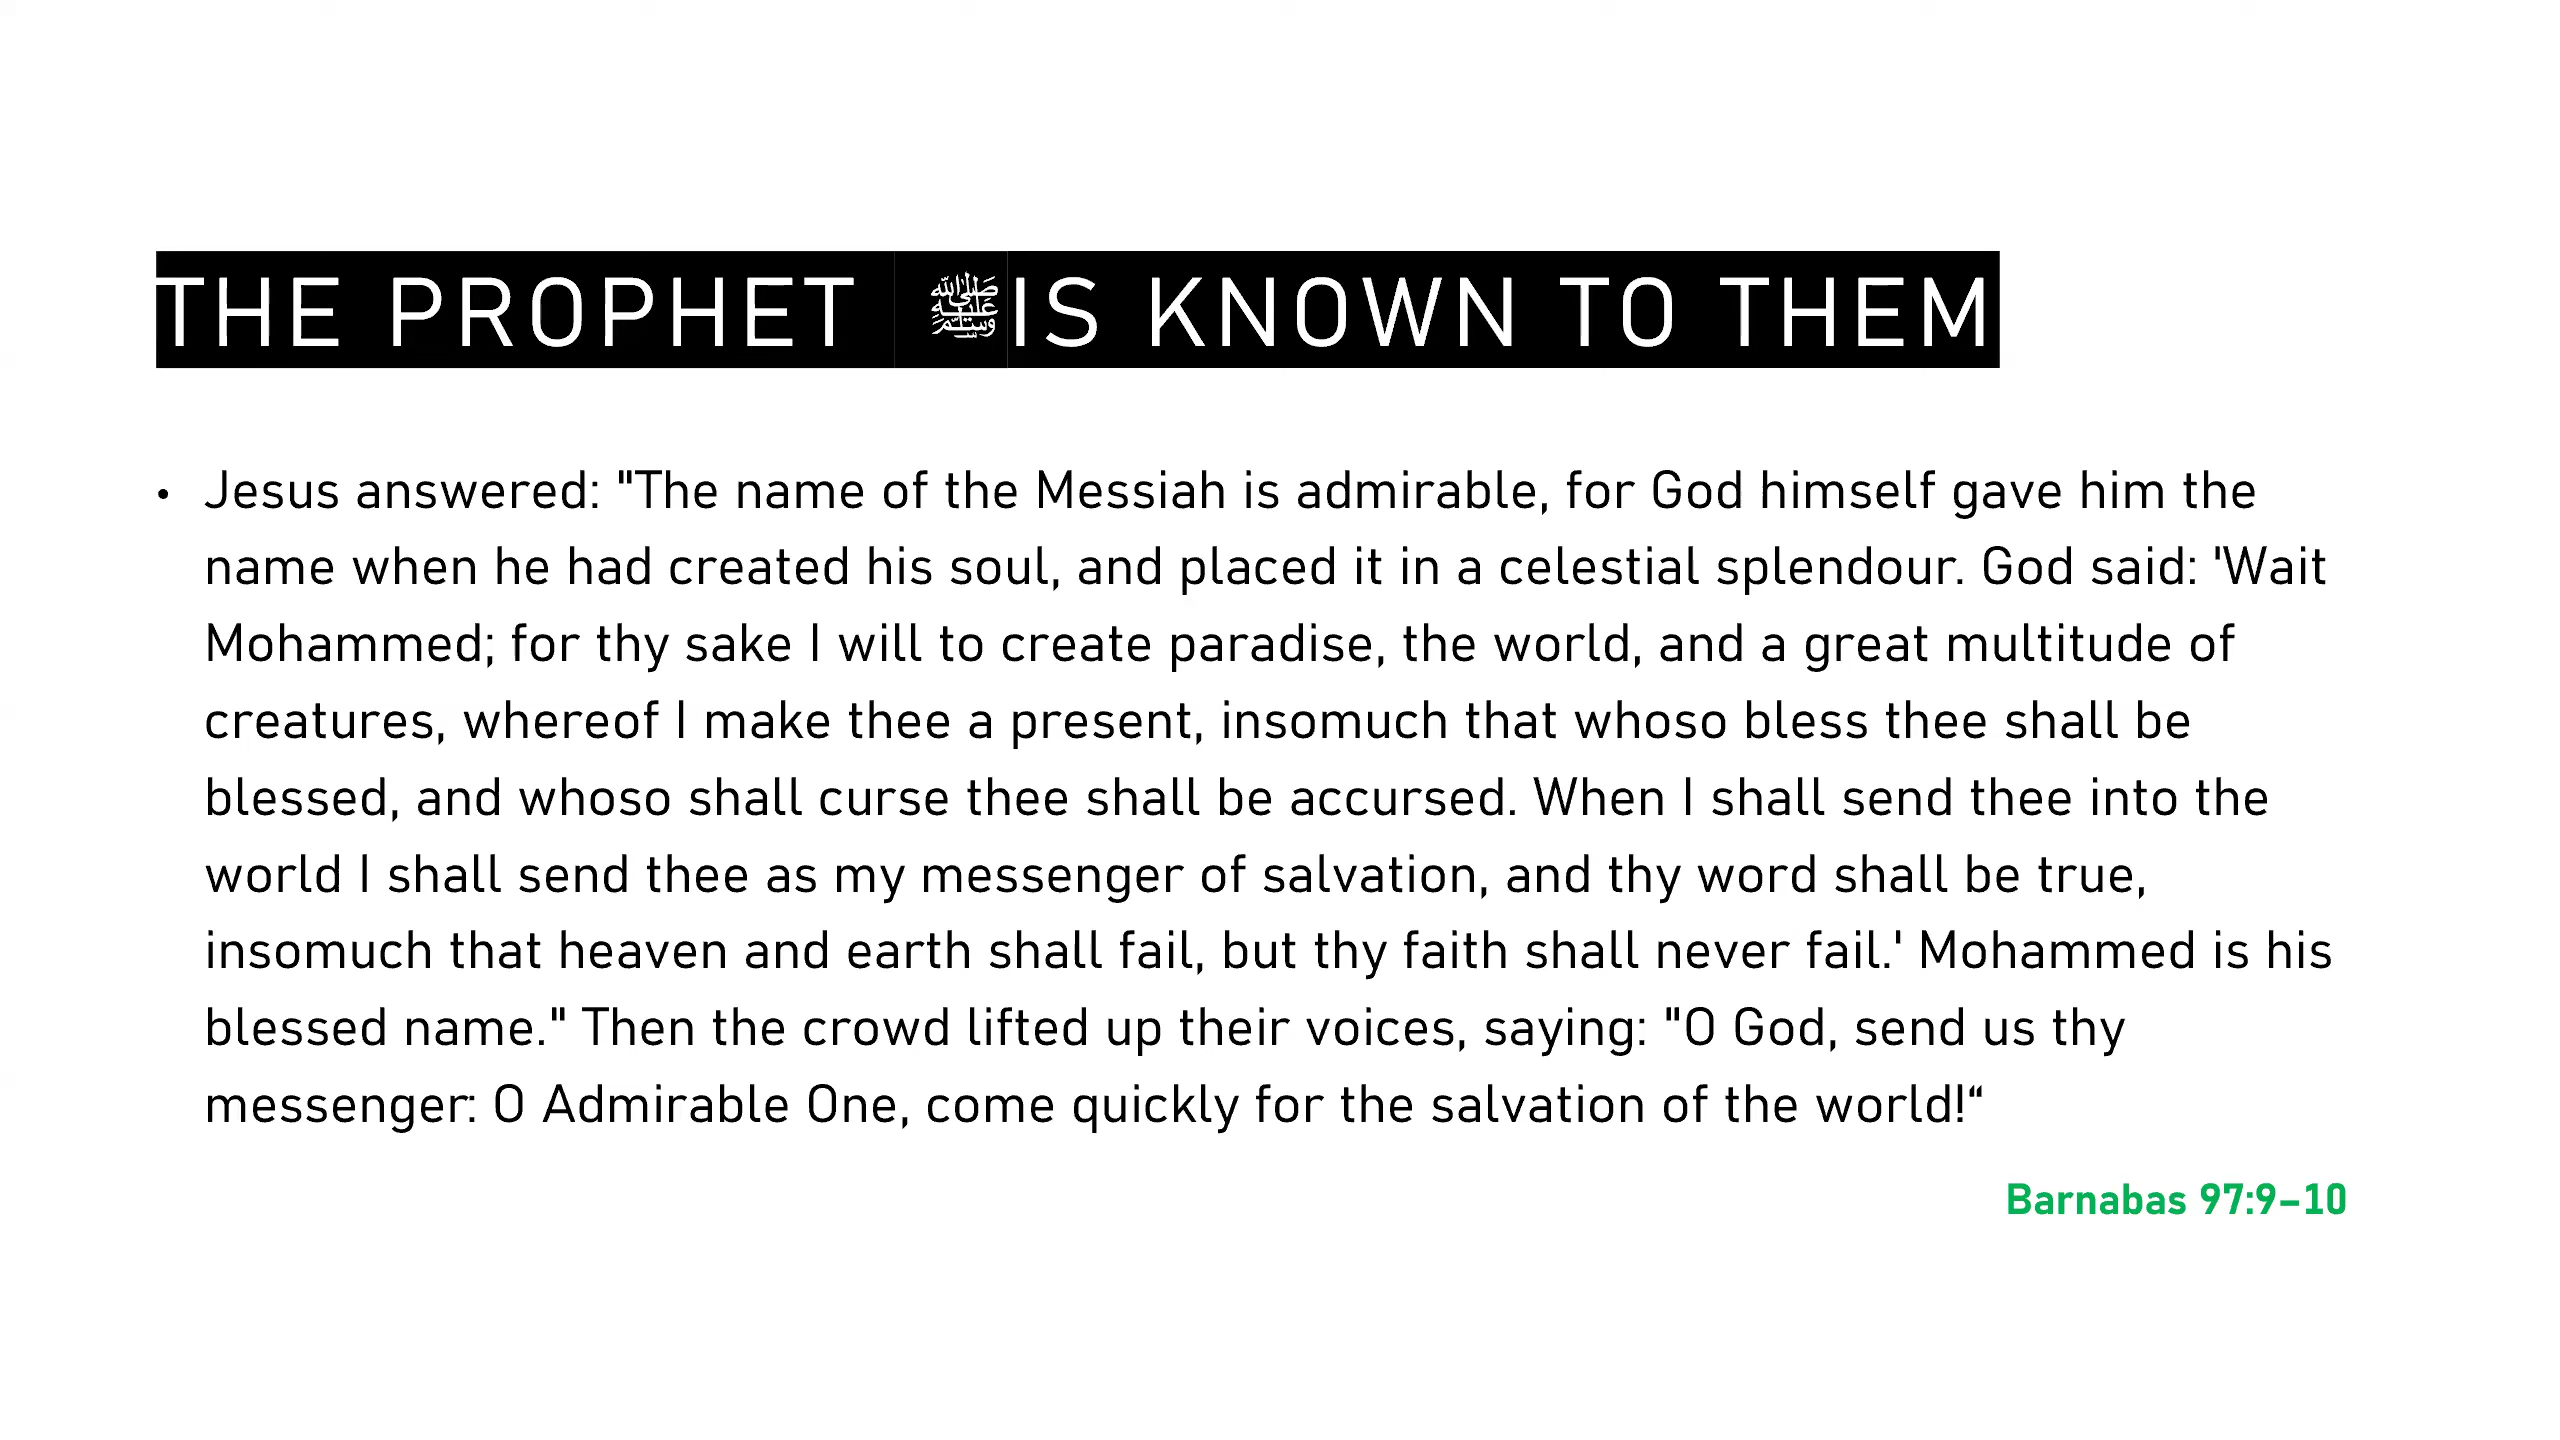 THE PROPHET ﷺ IS KNOWN TO THEM
• Jesus answered: "The name of the Messiah is admirable, for God himself gave him the
name when he had created his soul, and placed it in a celestial splendour. God said: 'Wait
Mohammed; for thy sake I will to create paradise, the world, and a great multitude of
creatures, whereof I make thee a present, insomuch that whoso bless thee shall be
blessed, and whoso shall curse thee shall be accursed. When I shall send thee into the
world I shall send thee as my messenger of salvation, and thy word shall be true,
insomuch that heaven and earth shall fail, but thy faith shall never fail.' Mohammed is his
blessed name." Then the crowd lifted up their voices, saying: "O God, send us thy
messenger: O Admirable One, come quickly for the salvation of the world!“
Barnabas 97:9–10